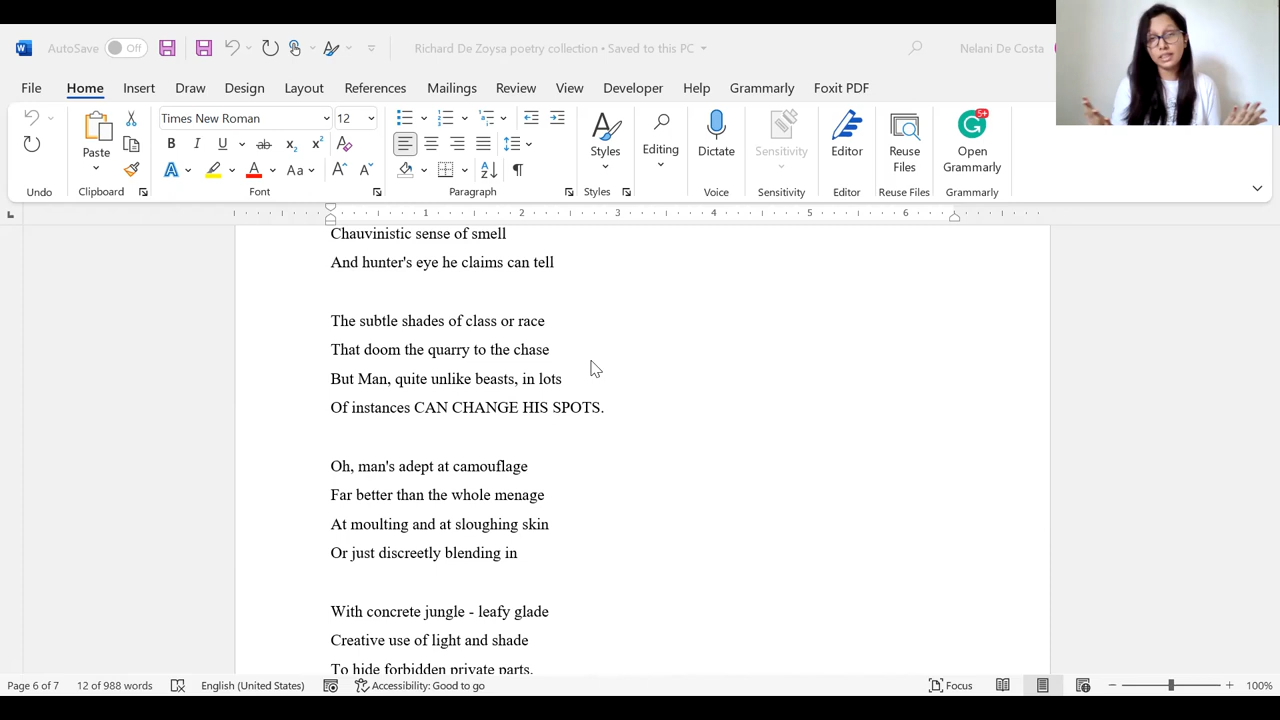 AutoSave Off Richard De Zoysa poetry collection • Saved to this PC Nelani De Costa
File Home Insert Draw Design Layout References Mailings Review View Developer Help Grammarly Foxit PDF
Times New Roman 12
Paste
Styles
Editing
Dictate
Sensitivity
Editor
Reuse Files
Open Grammarly
5+
Undo Clipboard Font Paragraph Styles Voice Sensitivity Editor Reuse Files Grammarly
1 2 3 4 5 6
Chauvinistic sense of smell
And hunter's eye he claims can tell
The subtle shades of class or race
That doom the quarry to the chase
But Man, quite unlike beasts, in lots
Of instances CAN CHANGE HIS SPOTS.
Oh, man's adept at camouflage
Far better than the whole menage
At moulting and at sloughing skin
Or just discreetly blending in
With concrete jungle - leafy glade
Creative use of light and shade
To hide forbidden private parts.
Page 6 of 7 12 of 988 words English (United States) Accessibility: Good to go Focus 100%